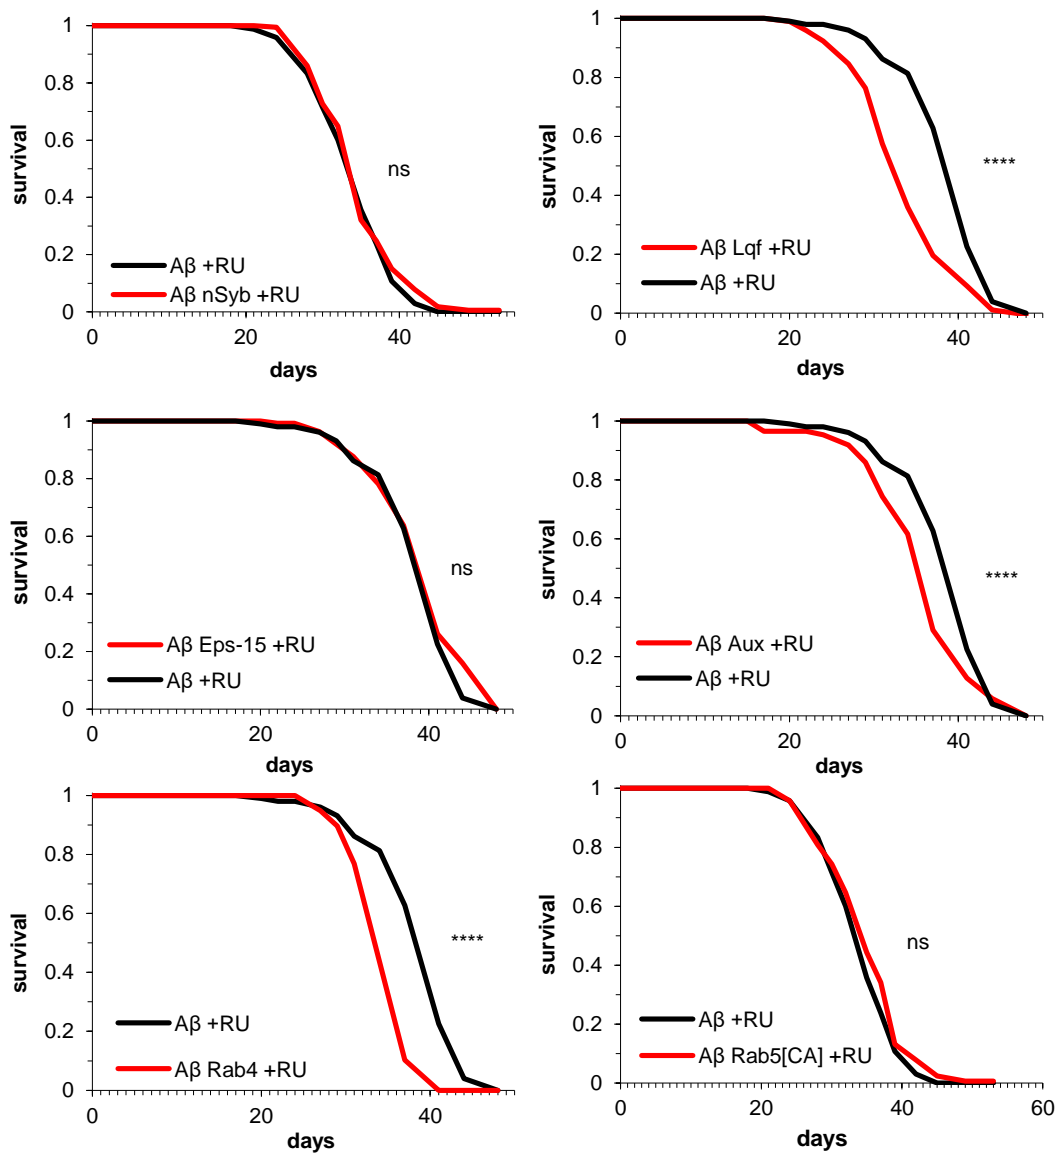 1
0.8
0.6
0.4
0.2
0
survival
ns
Aβ +RU
Aβ nSyb +RU
0 20 40
days
1
0.8
0.6
0.4
0.2
0
survival
****
Aβ Lqf +RU
Aβ +RU
0 20 40
days
1
0.8
0.6
0.4
0.2
0
survival
ns
Aβ Eps-15 +RU
Aβ +RU
0 20 40
days
1
0.8
0.6
0.4
0.2
0
survival
****
Aβ Aux +RU
Aβ +RU
0 20 40
days
1
0.8
0.6
0.4
0.2
0
survival
****
Aβ +RU
Aβ Rab4 +RU
0 20 40
days
1
0.8
0.6
0.4
0.2
0
survival
ns
Aβ +RU
Aβ Rab5[CA] +RU
0 20 40 60
days